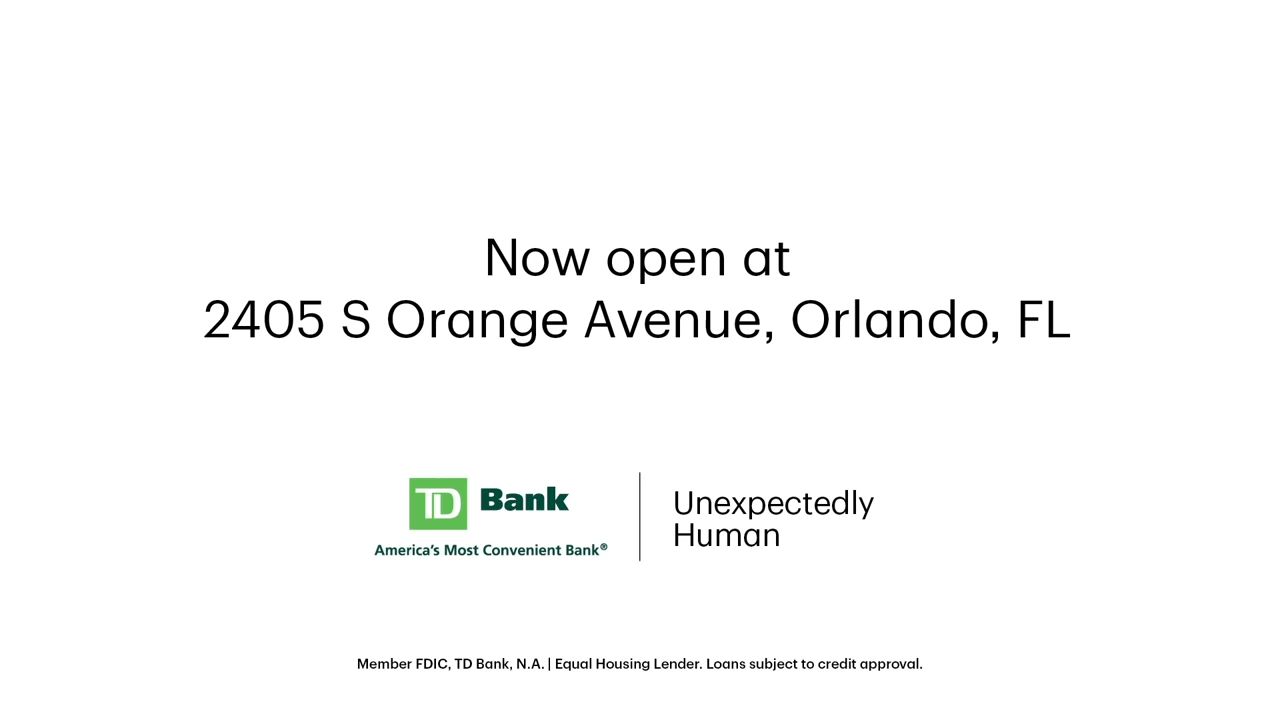 Now open at
2405 S Orange Avenue, Orlando, FL
TD Bank
America's Most Convenient Bank®
Unexpectedly
Human
Member FDIC, TD Bank, N.A. | Equal Housing Lender. Loans subject to credit approval.